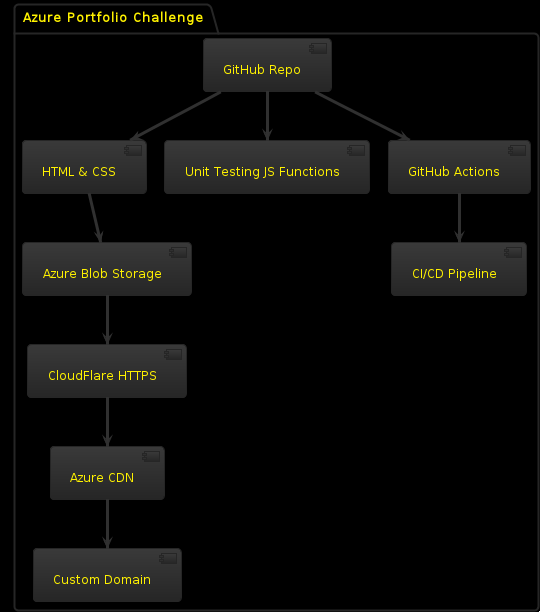 Azure Portfolio Challenge
GitHub Repo
HTML & CSS
Unit Testing JS Functions
GitHub Actions
Azure Blob Storage
CI/CD Pipeline
CloudFlare HTTPS
Azure CDN
Custom Domain